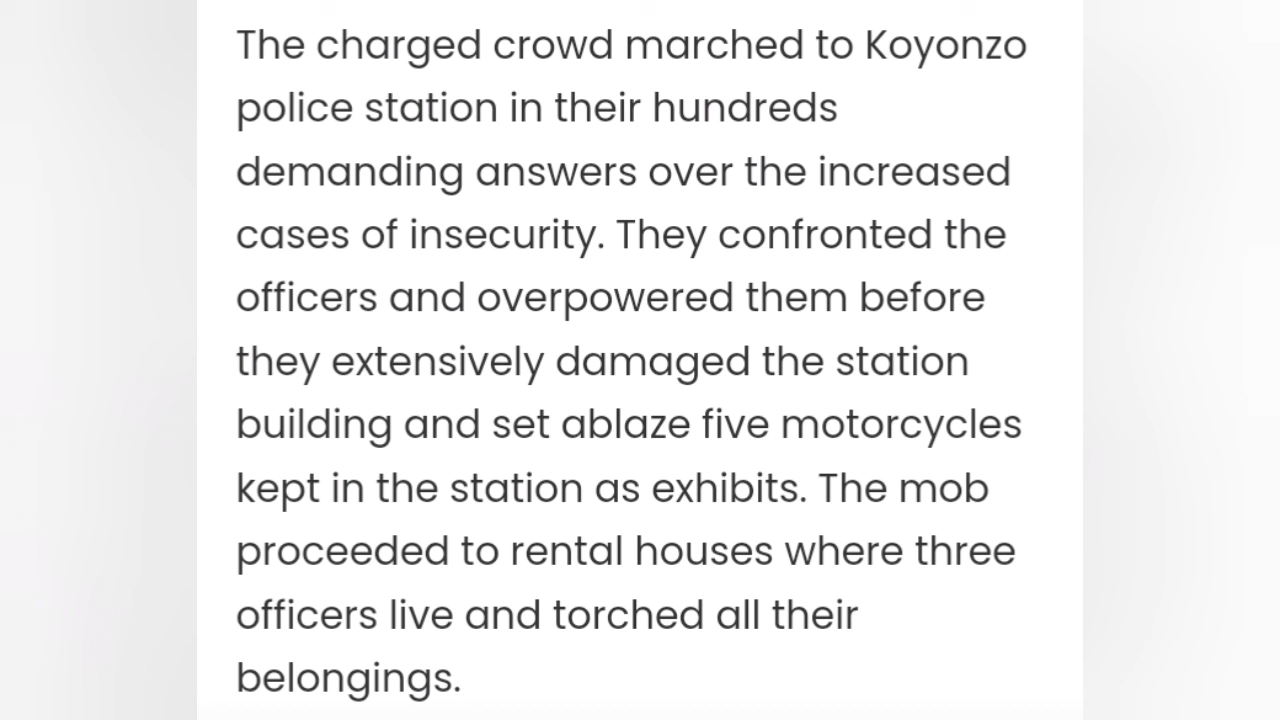 The charged crowd marched to Koyonzo
police station in their hundreds
demanding answers over the increased
cases of insecurity. They confronted the
officers and overpowered them before
they extensively damaged the station
building and set ablaze five motorcycles
kept in the station as exhibits. The mob
proceeded to rental houses where three
officers live and torched all their
belongings.